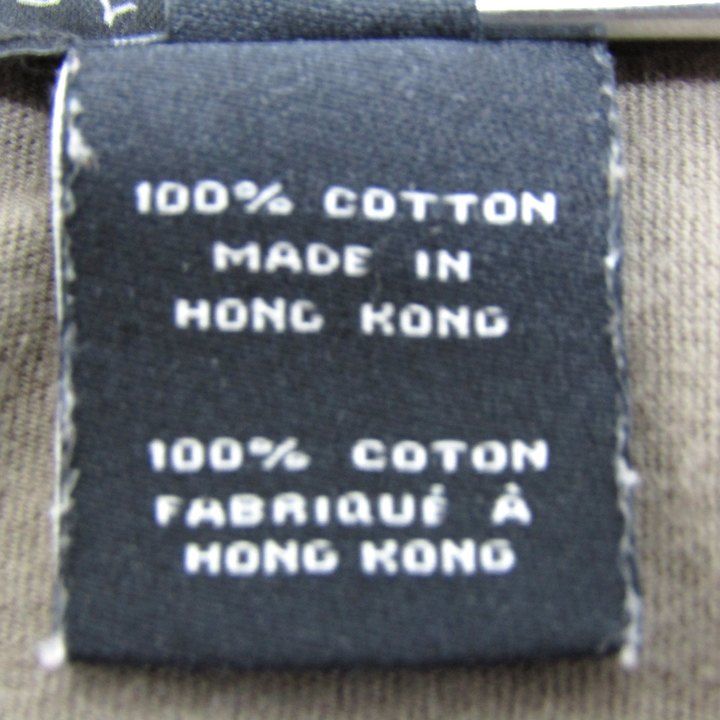 100% COTTON
MADE IN
HONG KONG
100% COTON
FABRIQUÉ À
HONG KONG